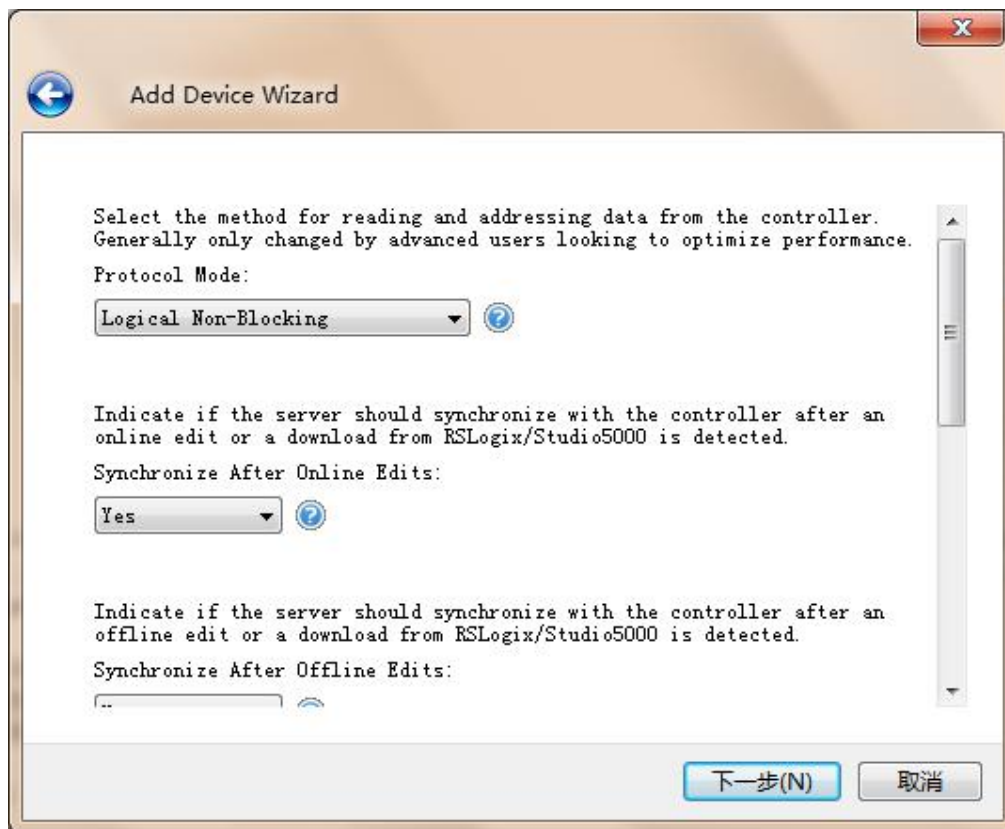 Add Device Wizard
Select the method for reading and addressing data from the controller.
Generally only changed by advanced users looking to optimize performance.
Protocol Mode:
Logical Non-Blocking
Indicate if the server should synchronize with the controller after an
online edit or a download from RSLogix/Studio5000 is detected.
Synchronize After Online Edits:
Yes
Indicate if the server should synchronize with the controller after an
offline edit or a download from RSLogix/Studio5000 is detected.
Synchronize After Offline Edits:
下一步(N) 取消